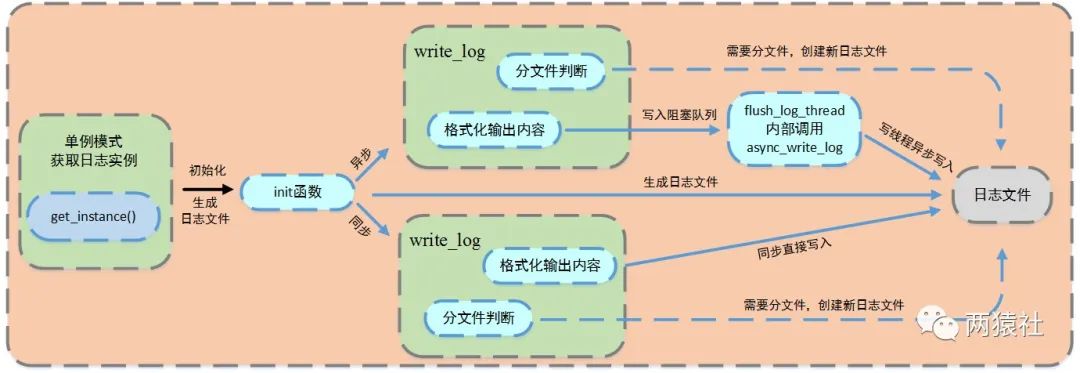 单例模式
获取日志实例
get_instance()
初始化
生成
日志文件
init函数
异步
同步
write_log
分文件判断
格式化输出内容
需要分文件，创建新日志文件
写入阻塞队列
flush_log_thread
内部调用
async_write_log
写线程异步写入
生成日志文件
日志文件
write_log
格式化输出内容
分文件判断
同步直接写入
需要分文件，创建新日志文件
两猿社